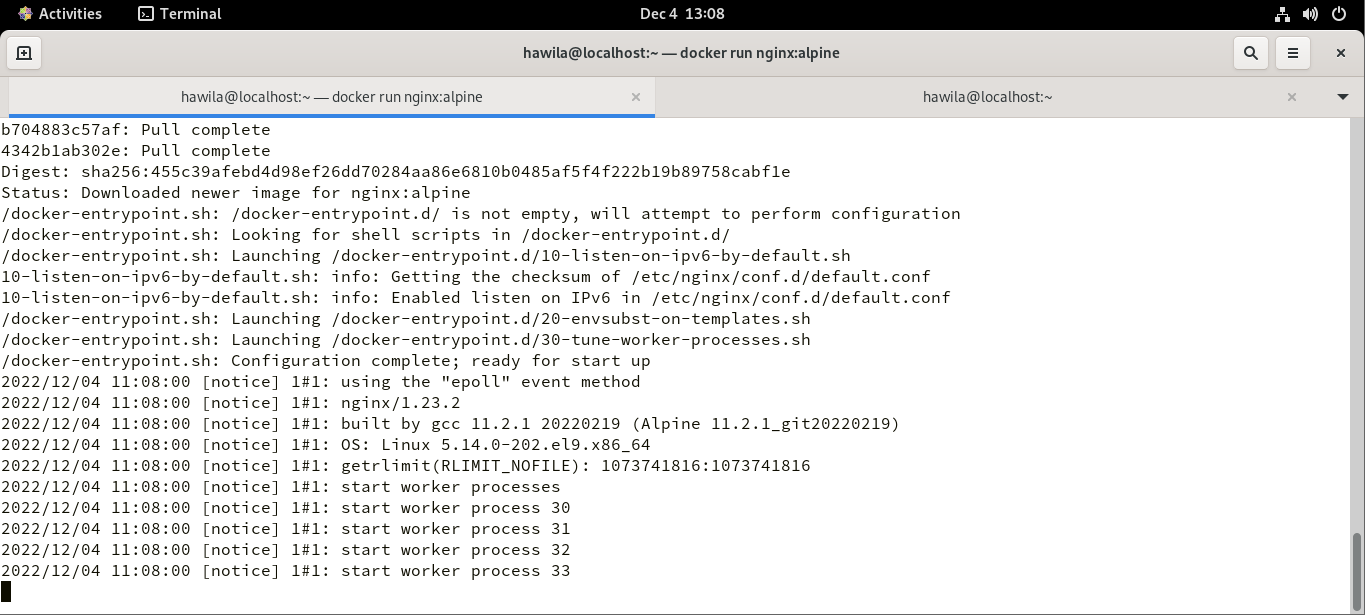 Activities Terminal Dec 4 13:08
hawila@localhost:~ — docker run nginx:alpine
hawila@localhost:~ — docker run nginx:alpine hawila@localhost:~
b704883c57af: Pull complete
4342b1ab302e: Pull complete
Digest: sha256:455c39afebd4d98ef26dd70284aa86e6810b0485af5f4f222b19b89758cabf1e
Status: Downloaded newer image for nginx:alpine
/docker-entrypoint.sh: /docker-entrypoint.d/ is not empty, will attempt to perform configuration
/docker-entrypoint.sh: Looking for shell scripts in /docker-entrypoint.d/
/docker-entrypoint.sh: Launching /docker-entrypoint.d/10-listen-on-ipv6-by-default.sh
10-listen-on-ipv6-by-default.sh: info: Getting the checksum of /etc/nginx/conf.d/default.conf
10-listen-on-ipv6-by-default.sh: info: Enabled listen on IPv6 in /etc/nginx/conf.d/default.conf
/docker-entrypoint.sh: Launching /docker-entrypoint.d/20-envsubst-on-templates.sh
/docker-entrypoint.sh: Launching /docker-entrypoint.d/30-tune-worker-processes.sh
/docker-entrypoint.sh: Configuration complete; ready for start up
2022/12/04 11:08:00 [notice] 1#1: using the "epoll" event method
2022/12/04 11:08:00 [notice] 1#1: nginx/1.23.2
2022/12/04 11:08:00 [notice] 1#1: built by gcc 11.2.1 20220219 (Alpine 11.2.1_git20220219)
2022/12/04 11:08:00 [notice] 1#1: OS: Linux 5.14.0-202.el9.x86_64
2022/12/04 11:08:00 [notice] 1#1: getrlimit(RLIMIT_NOFILE): 1073741816:1073741816
2022/12/04 11:08:00 [notice] 1#1: start worker processes
2022/12/04 11:08:00 [notice] 1#1: start worker process 30
2022/12/04 11:08:00 [notice] 1#1: start worker process 31
2022/12/04 11:08:00 [notice] 1#1: start worker process 32
2022/12/04 11:08:00 [notice] 1#1: start worker process 33